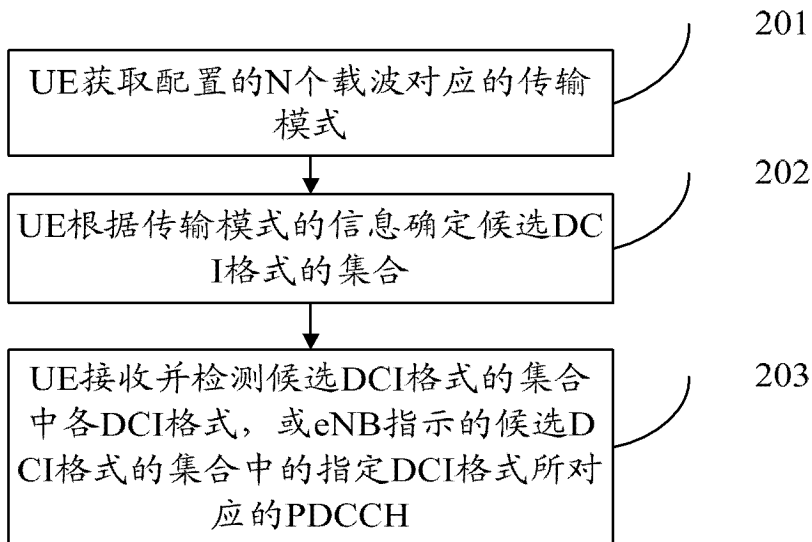 201
UE获取配置的N个载波对应的传输
模式
202
UE根据传输模式的信息确定候选DC
I格式的集合
203
UE接收并检测候选DCI格式的集合
中各DCI格式，或eNB指示的候选D
CI格式的集合中的指定DCI格式所对
应的PDCCH